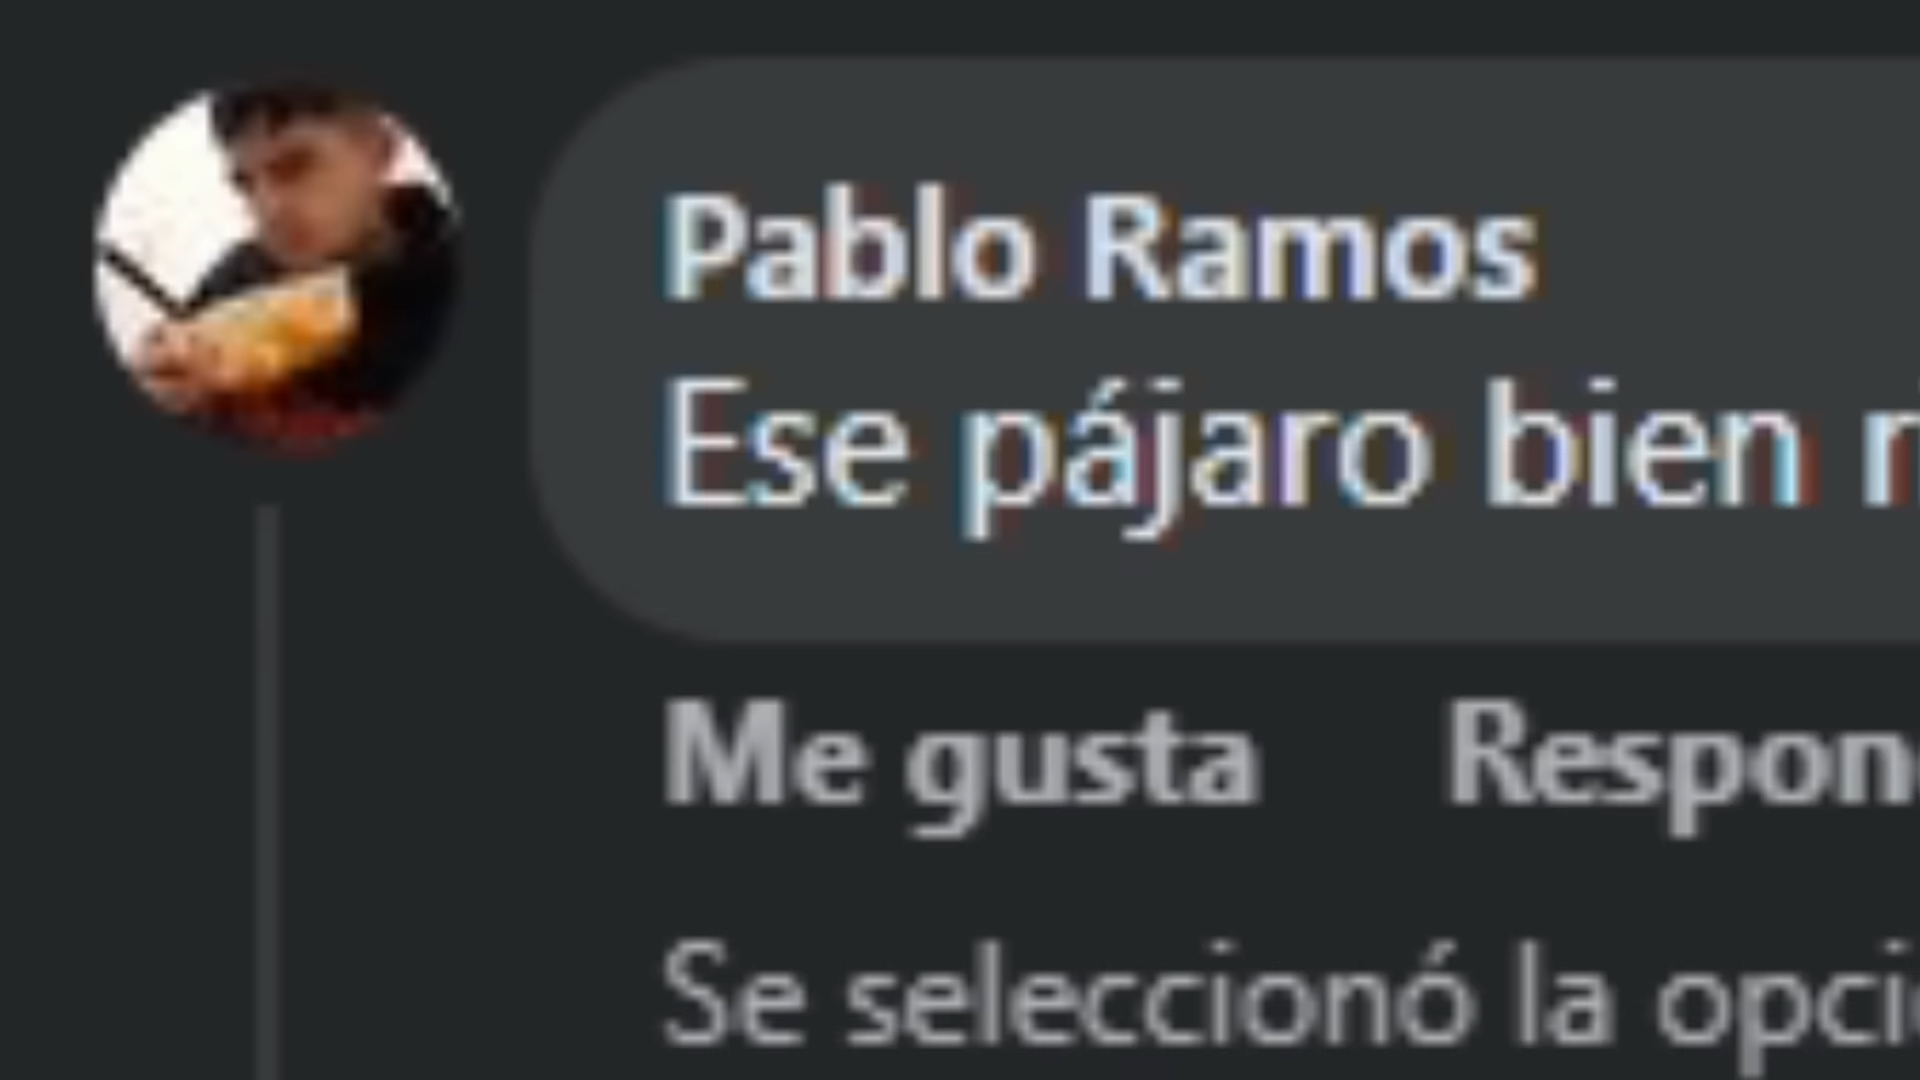 Pablo Ramos
Ese pájaro bien
Me gusta
Se seleccionó la